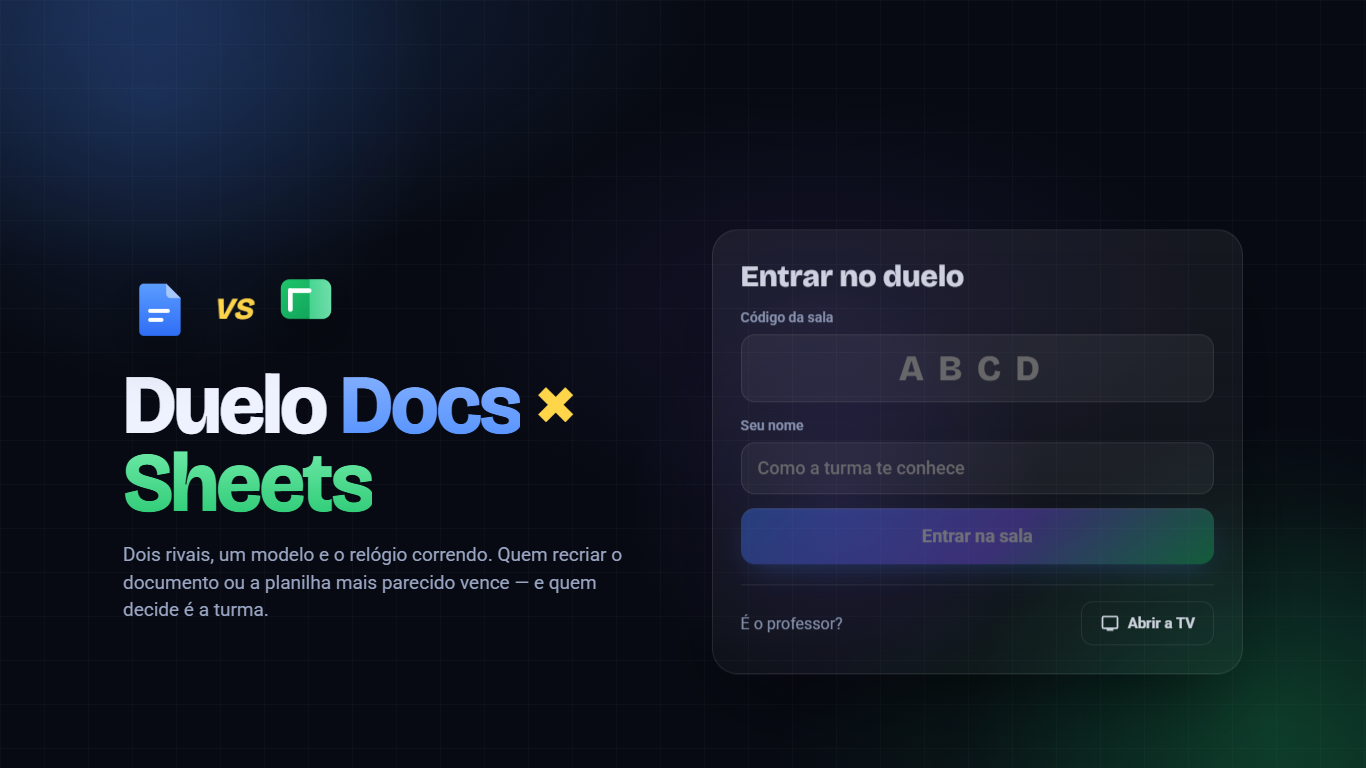 VS
Duelo Docs ×
Sheets
Dois rivais, um modelo e o relógio correndo. Quem recriar o
documento ou a planilha mais parecido vence — e quem
decide é a turma.
Entrar no duelo
Código da sala
ABCD
Seu nome
Como a turma te conhece
Entrar na sala
É o professor?
Abrir a TV